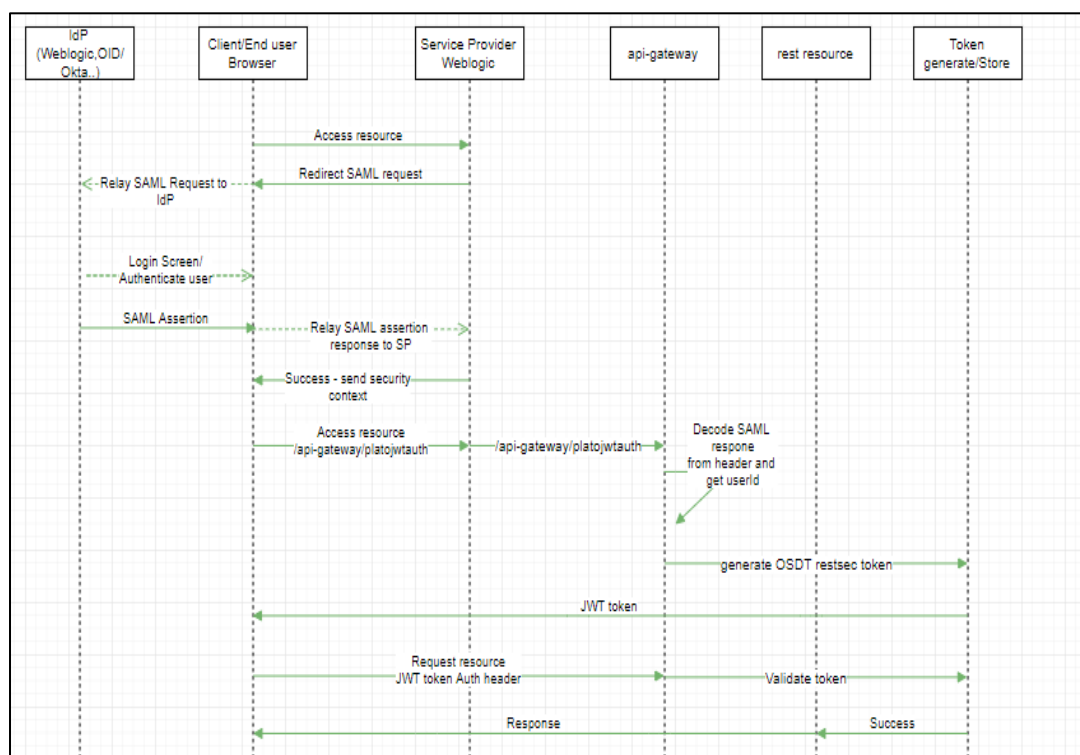 IdP
(Weblogic,OID/
Okta..)
Client/End user
Browser
Service Provider
Weblogic
api-gateway
rest resource
Token
generate/Store
Access resource
Redirect SAML request
Relay SAML Request to
IdP
Login Screen/
Authenticate user
SAML Assertion
Relay SAML assertion
response to SP
Success - send security
context
Access resource
/api-gateway/platojwtauth
/api-gateway/platojwtauth
Decode SAML
respone
from header and
get userId
generate OSDT restsec token
JWT token
Request resource
JWT token Auth header
Validate token
Response
Success